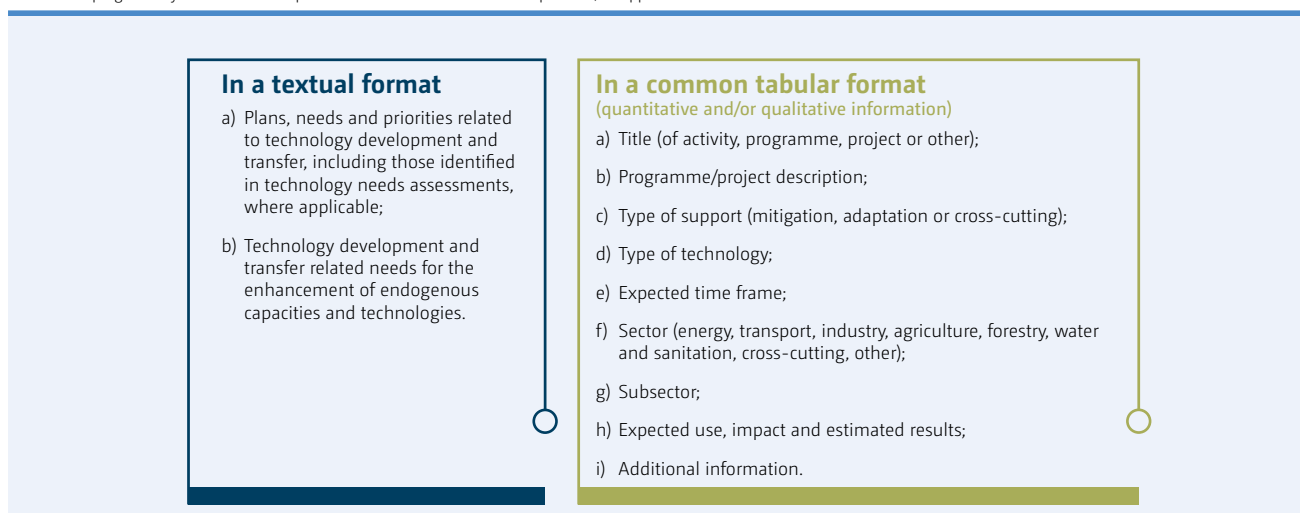 In a textual format
a) Plans, needs and priorities related
to technology development and
transfer, including those identified
in technology needs assessments,
where applicable;
b) Technology development and
transfer related needs for the
enhancement of endogenous
capacities and technologies.
In a common tabular format
(quantitative and/or qualitative information)
a) Title (of activity, programme, project or other);
b) Programme/project description;
c) Type of support (mitigation, adaptation or cross-cutting);
d) Type of technology;
e) Expected time frame;
f) Sector (energy, transport, industry, agriculture, forestry, water
and sanitation, cross-cutting, other);
g) Subsector;
h) Expected use, impact and estimated results;
i) Additional information.